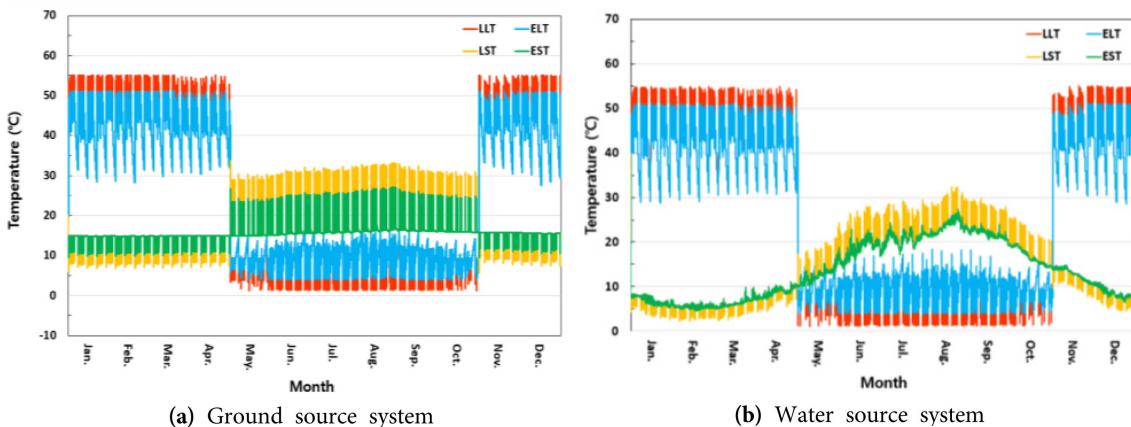 70
60
50
40
30
20
10
0
-10
Temperature (℃)
LLT ELT
LST EST
Jan. Feb. Mar. Apr. May. Jun. Jul. Aug. Sep. Oct. Nov. Dec.
Month
(a) Ground source system
70
60
50
40
30
20
10
0
Temperature (℃)
LLT ELT
LST EST
Jan. Feb. Mar. Apr. May. Jun. Jul. Aug. Sep. Oct. Nov. Dec.
Month
(b) Water source system